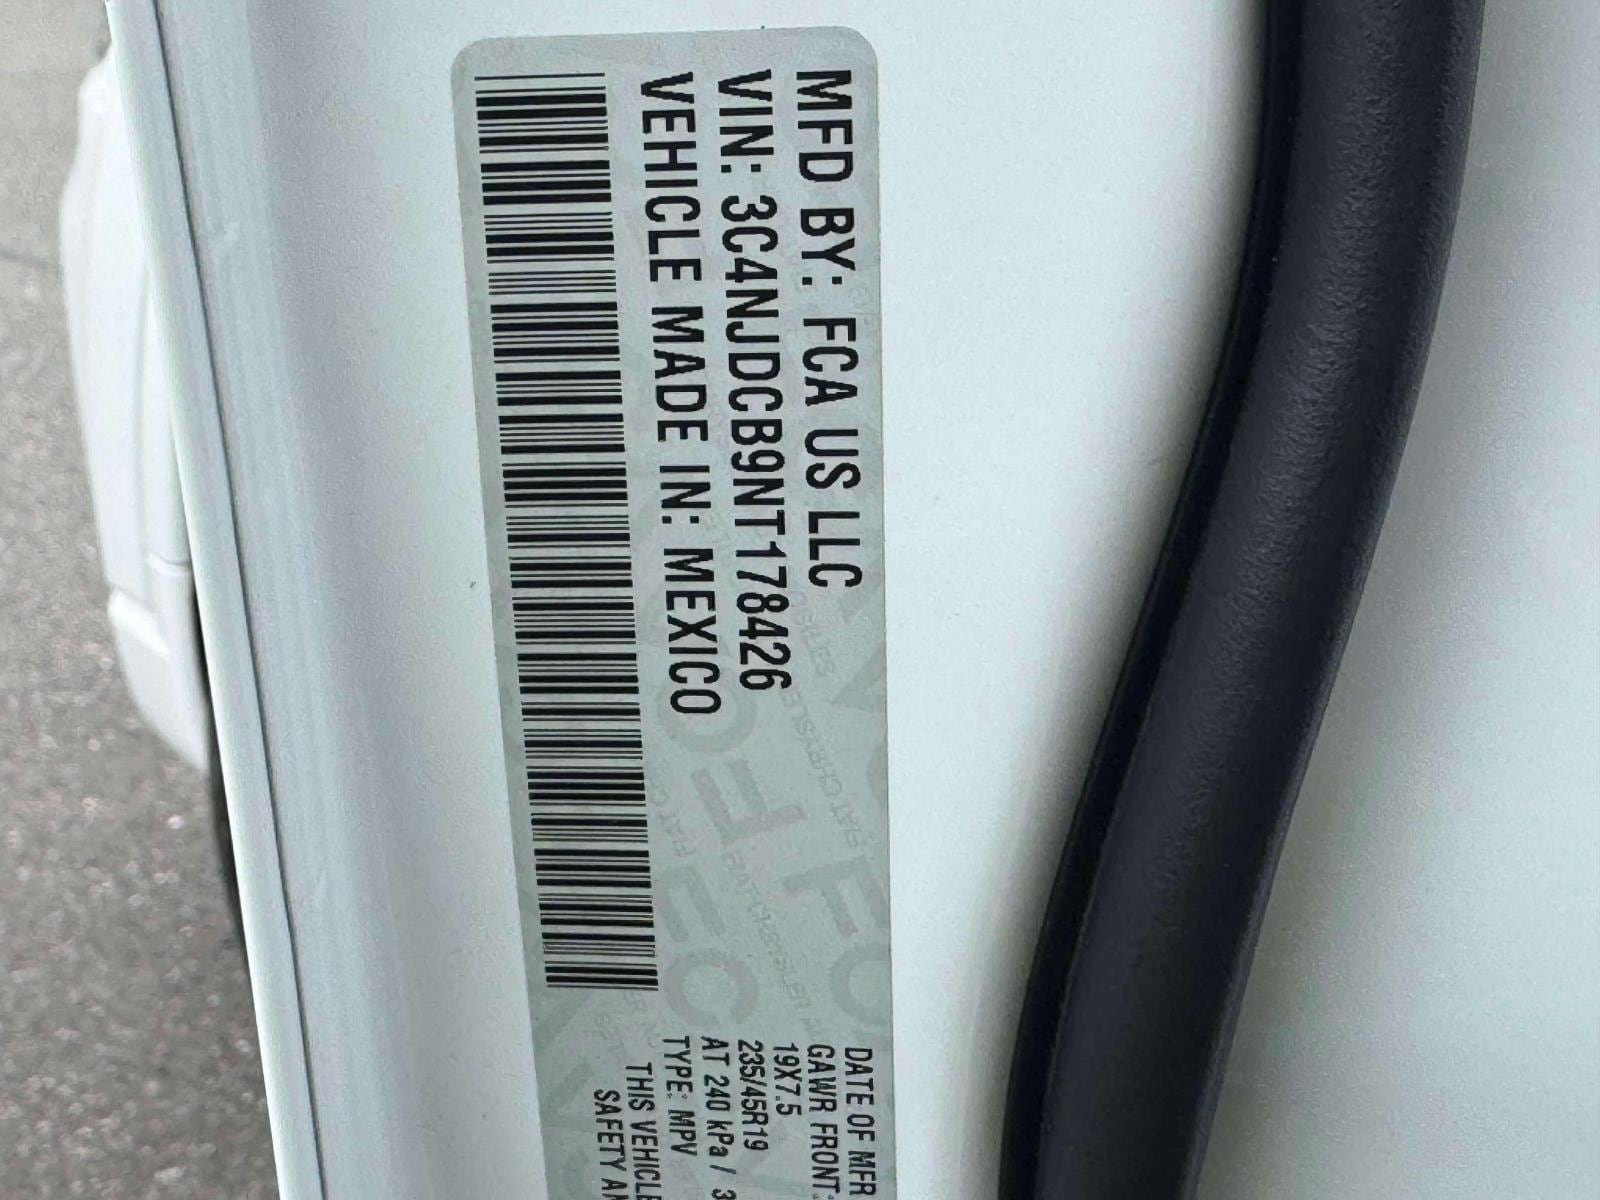 MFD BY: FCA US LLC
VIN: 3C4NJDCB9NT178426
VEHICLE MADE IN: MEXICO
DATE OF MFR
GAWR FRONT:
19X7.5
235/45R19
AT 240 kPa / 3
TYPE: MPV
THIS VEHICLE
SAFETY